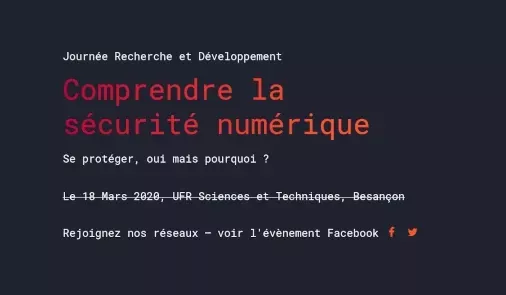 Journée Recherche et Développement
Comprendre la
sécurité numérique
Se protéger, oui mais pourquoi ?
Le 18 Mars 2020, UFR Sciences et Techniques, Besançon
Rejoignez nos réseaux — voir l'évènement Facebook